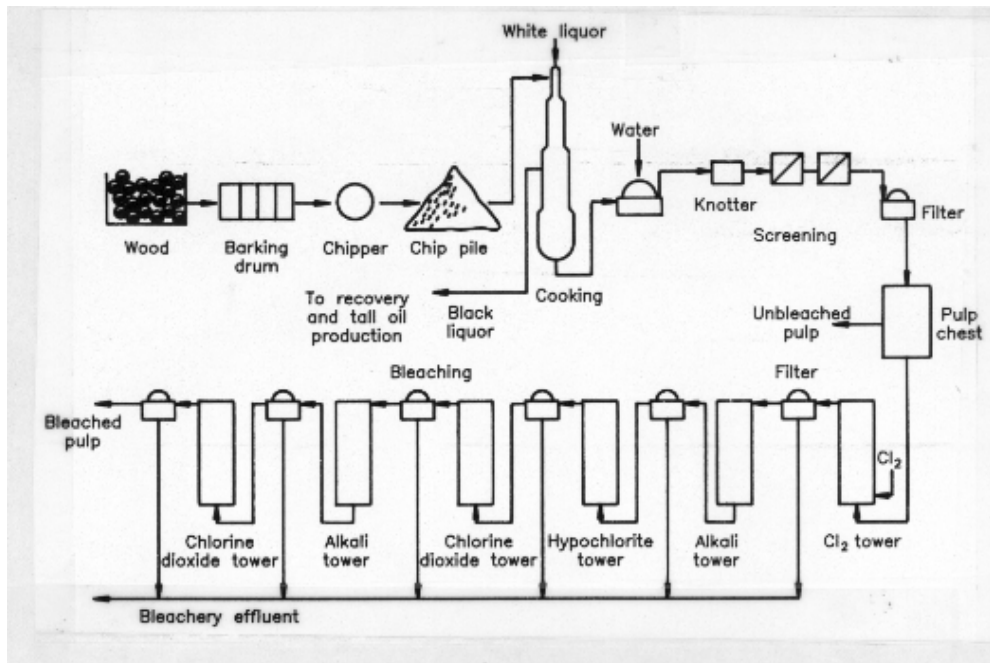 White liquor
Water
Wood
Barking
drum
Chipper
Chip pile
Knotter
Screening
Filter
Cooking
To recovery
and tall oil
production
Black
liquor
Unbleached
pulp
Pulp
chest
Bleaching
Filter
Bleached
pulp
Cl₂
Chlorine
dioxide tower
Alkali
tower
Chlorine
dioxide tower
Hypochlorite
tower
Alkali
tower
Cl₂ tower
Bleachery effluent